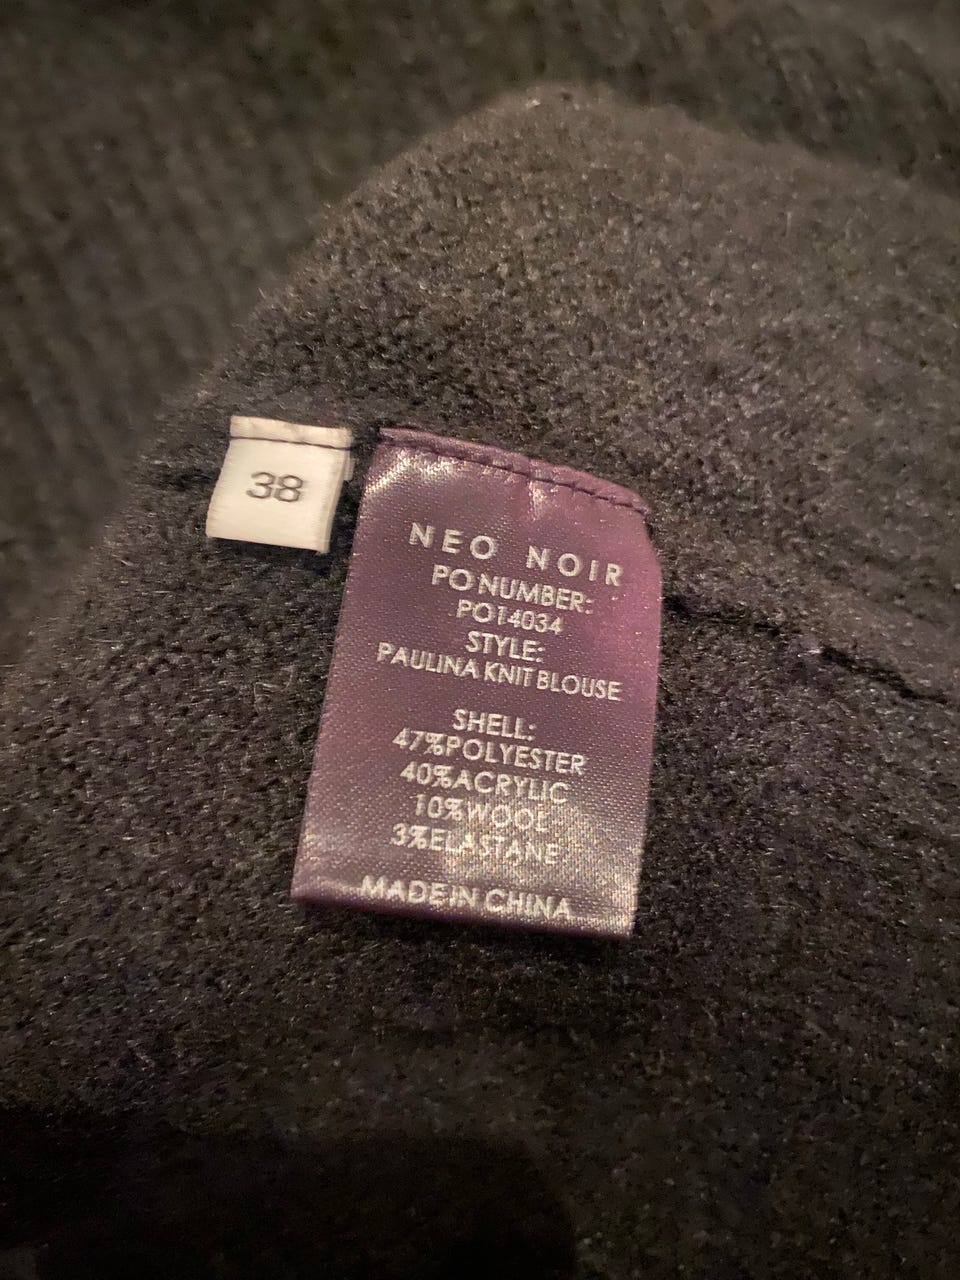 38
NEO NOIR
PO NUMBER:
PO14034
STYLE:
PAULINA KNIT BLOUSE
SHELL:
47%POLYESTER
40%ACRYLIC
10%WOOL
3%ELASTANE
MADE IN CHINA